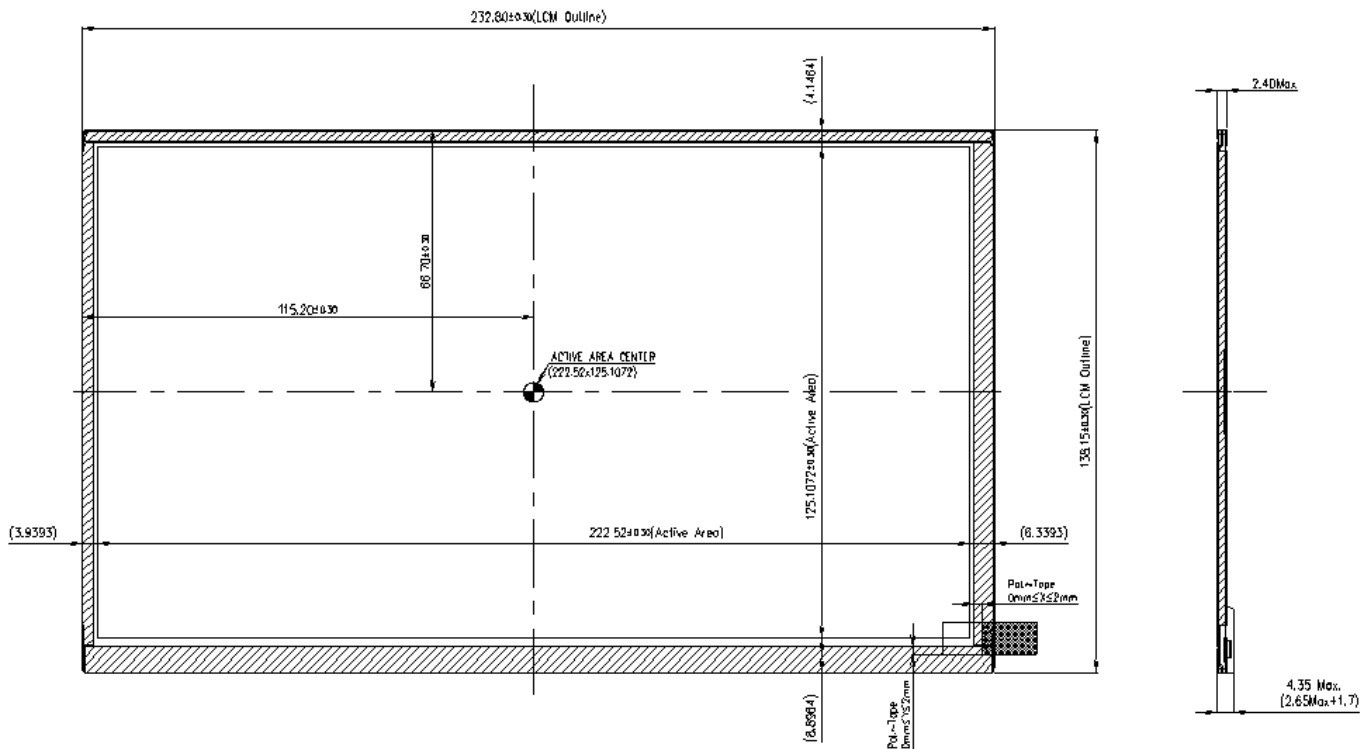 232.80±0.30(LCM Outline)
(4.1464)
2.40Max
66.70±0.30
115.20±0.30
ACTIVE AREA CENTER
(222.52x125.1072)
125.1072±0.30(Active Area)
138.15±0.30(LCM Outline)
(3.9393)
222.52±0.30(Active Area)
(6.3393)
Pol-Tape
0mm≤X≤2mm
(8.8964)
Pol-Tape
0mm≤Y≤2mm
4.35 Max.
(2.65Max+1.7)